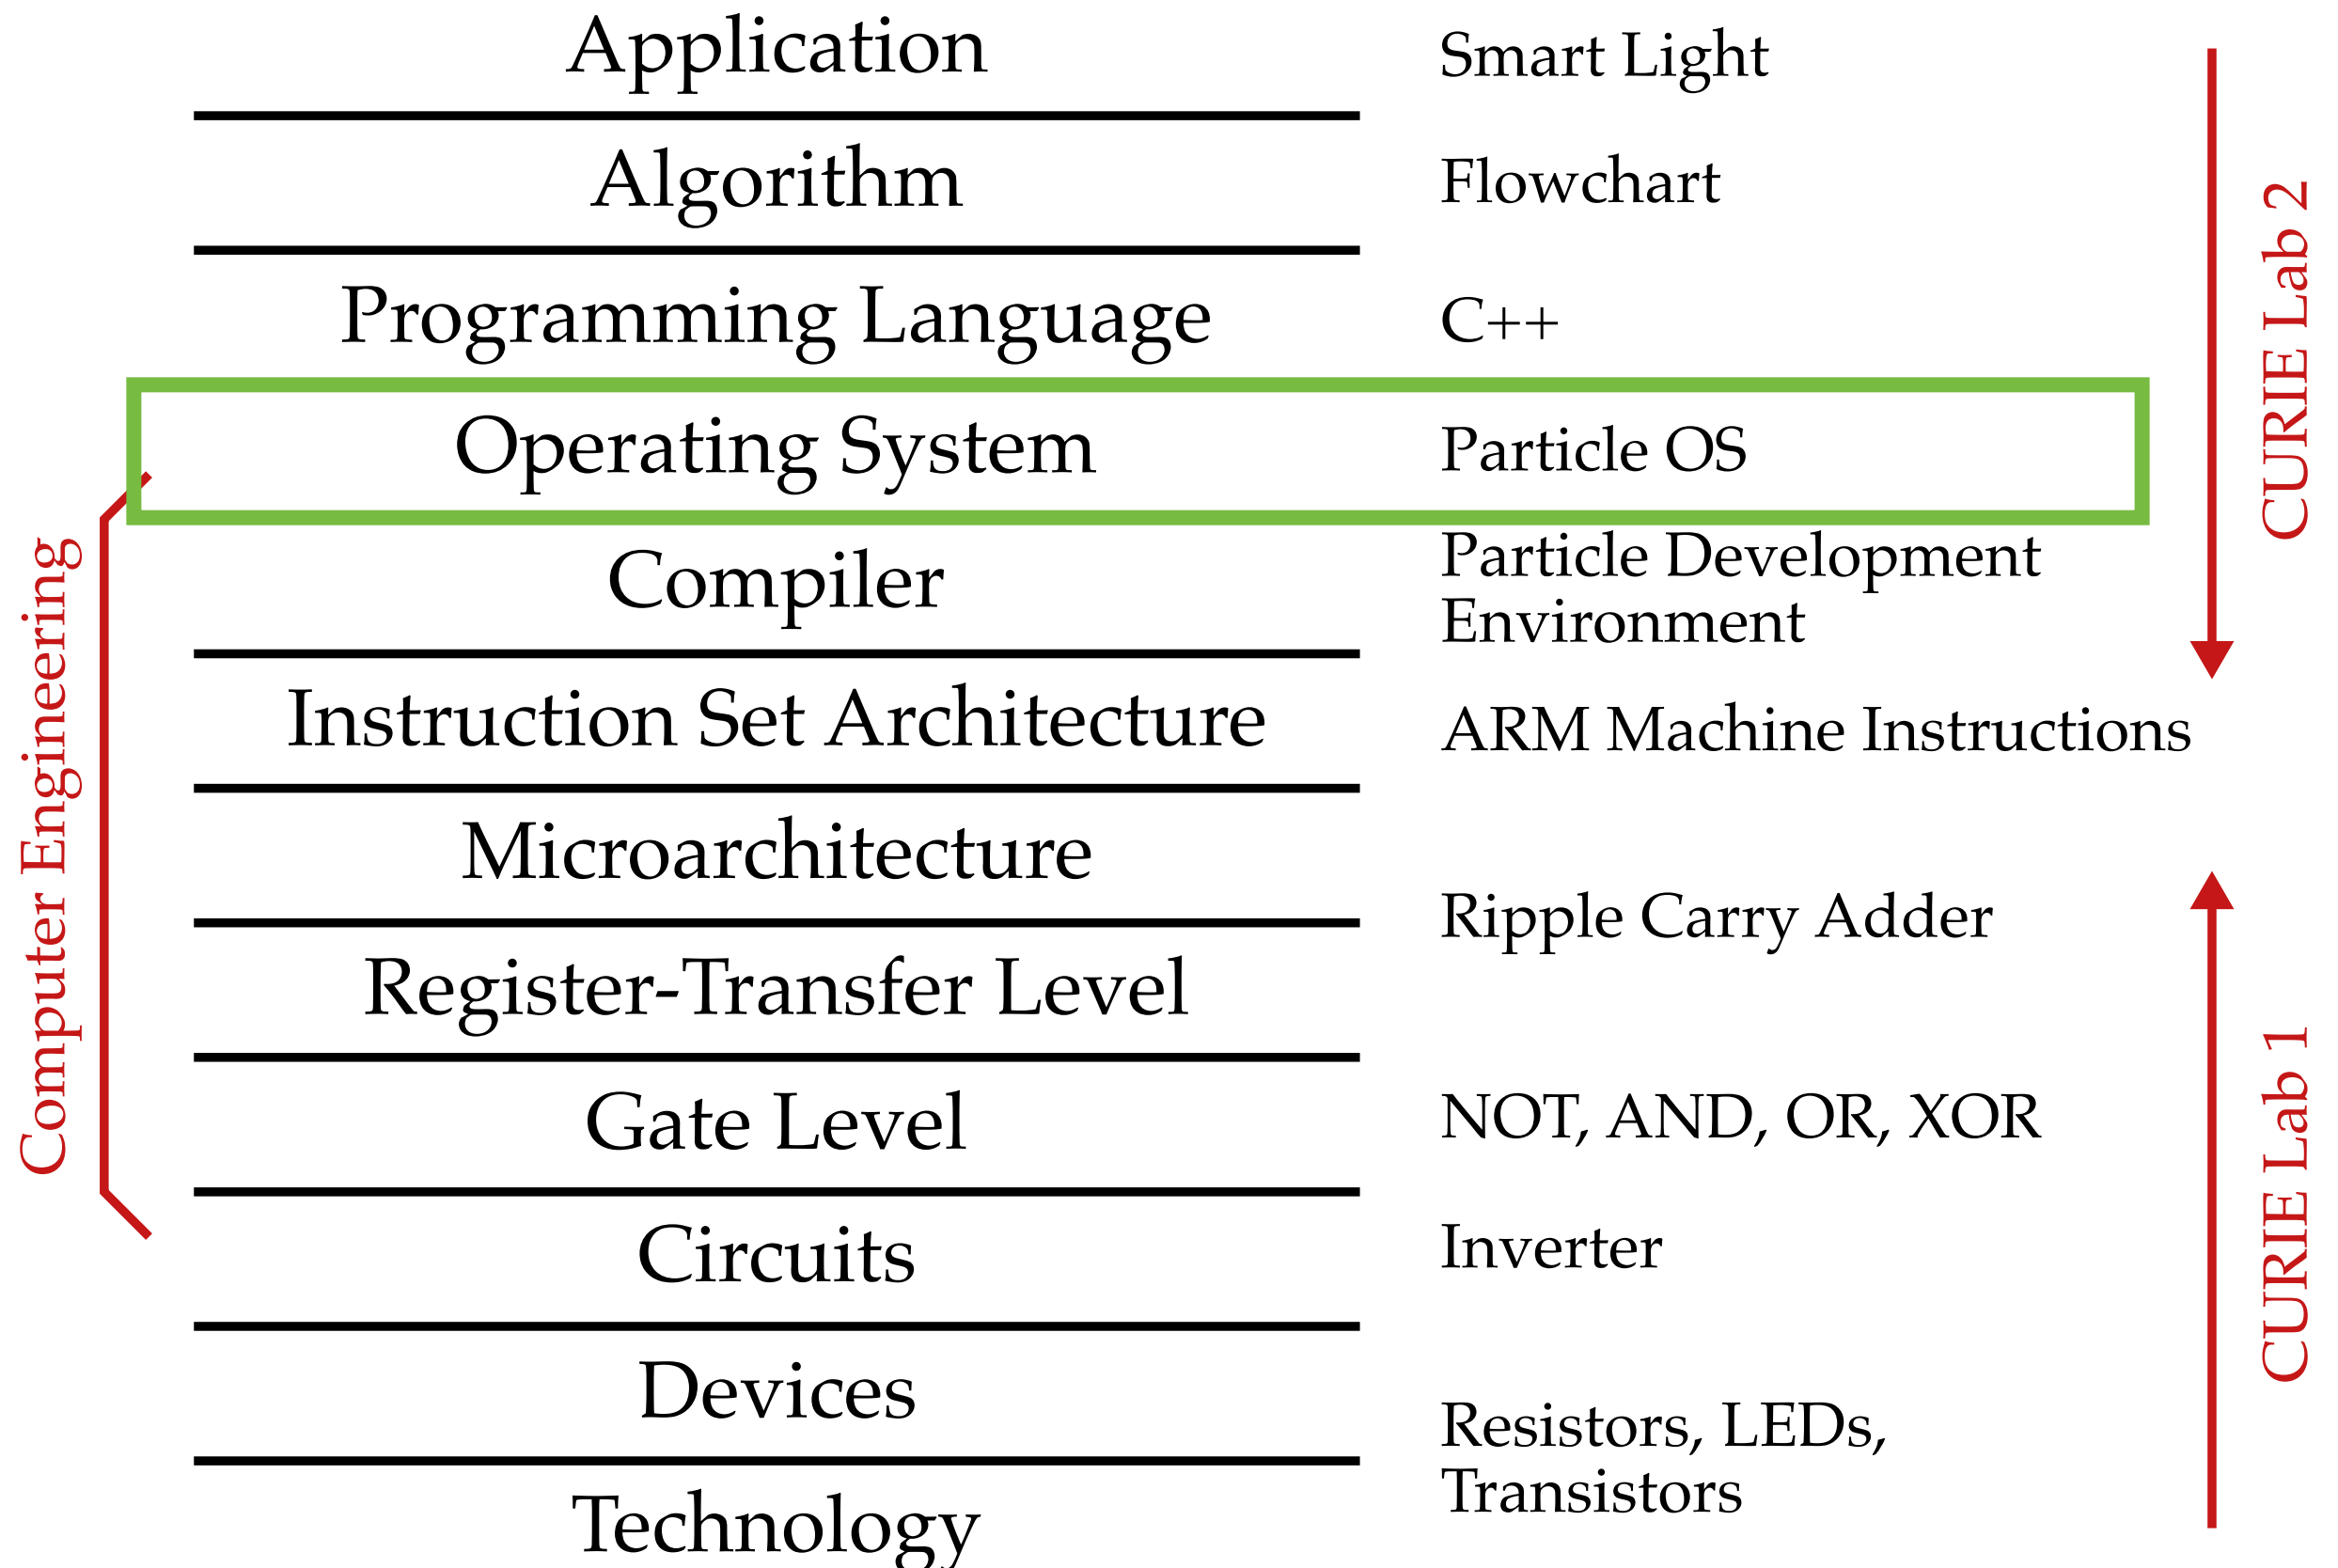 Application
Smart Light
Algorithm
Flowchart
Programming Language
C++
Operating System
Particle OS
Compiler
Particle Development
Environment
Instruction Set Architecture
ARM Machine Instructions
Microarchitecture
Ripple Carry Adder
Register-Transfer Level
Gate Level
NOT, AND, OR, XOR
Circuits
Inverter
Devices
Resistors, LEDs,
Transistors
Technology
Computer Engineering
CURIE Lab 2
CURIE Lab 1